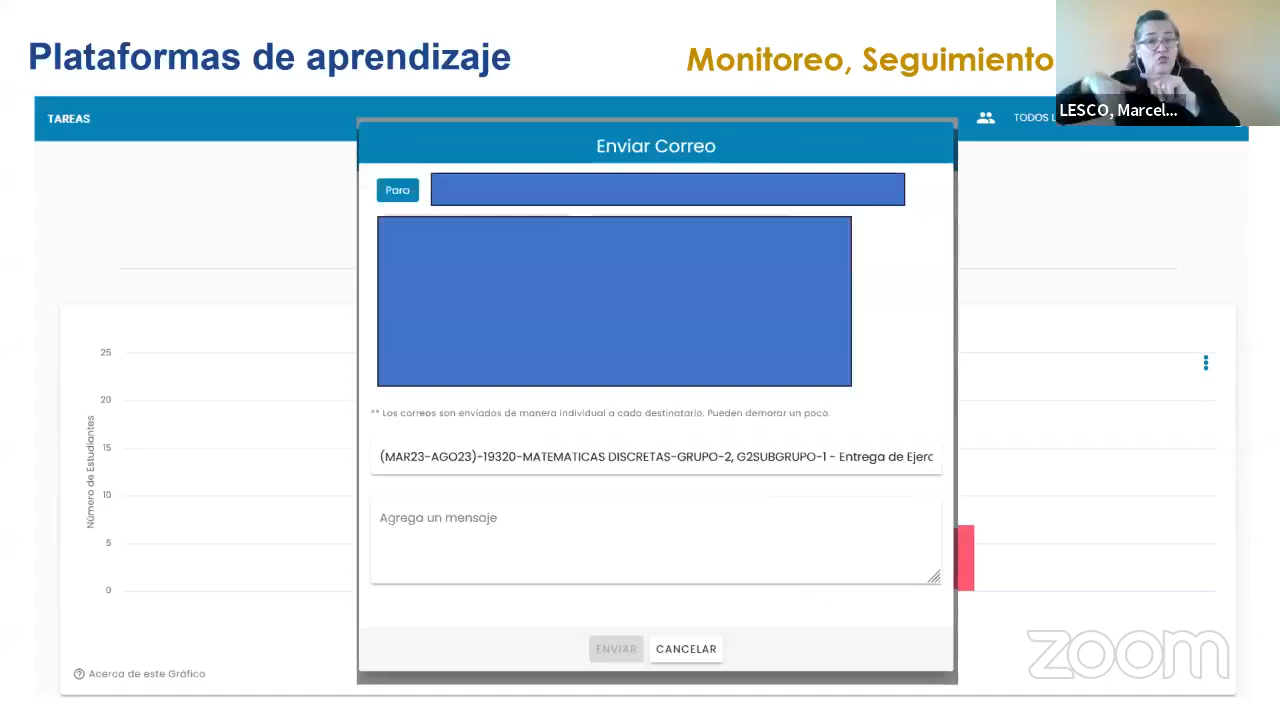 Plataformas de aprendizaje
Monitoreo, Seguimiento
LESCO, Marcel...
TAREAS
TODOS L
Enviar Correo
Para
** Los correos son enviados de manera individual a cada destinatario. Pueden demorar un poco.
(MAR23-AGO23)-19320-MATEMATICAS DISCRETAS-GRUPO-2, G2SUBGRUPO-1 - Entrega de Ejerc
Agrega un mensaje
ENVIAR
CANCELAR
Número de Estudiantes
25
20
15
10
5
0
Acerca de este Gráfico
zoom